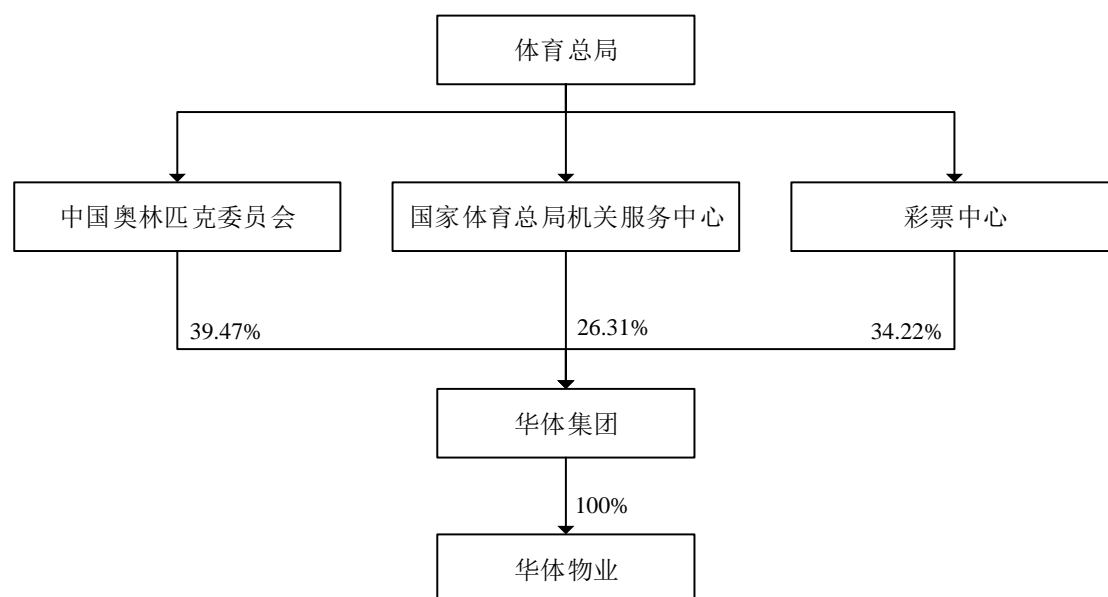 体育总局
中国奥林匹克委员会
国家体育总局机关服务中心
彩票中心
39.47%
26.31%
34.22%
华体集团
100%
华体物业